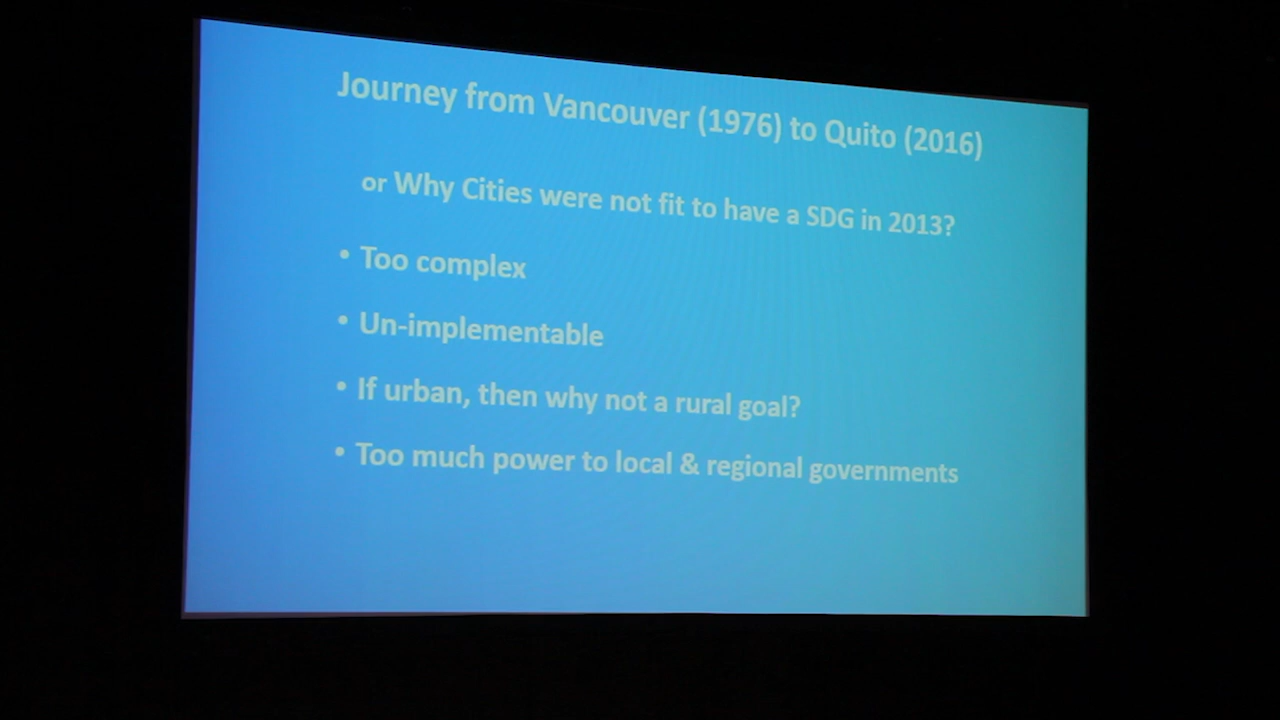 Journey from Vancouver (1976) to Quito (2016)
or Why Cities were not fit to have a SDG in 2013?
• Too complex
• Un-implementable
• If urban, then why not a rural goal?
• Too much power to local & regional governments